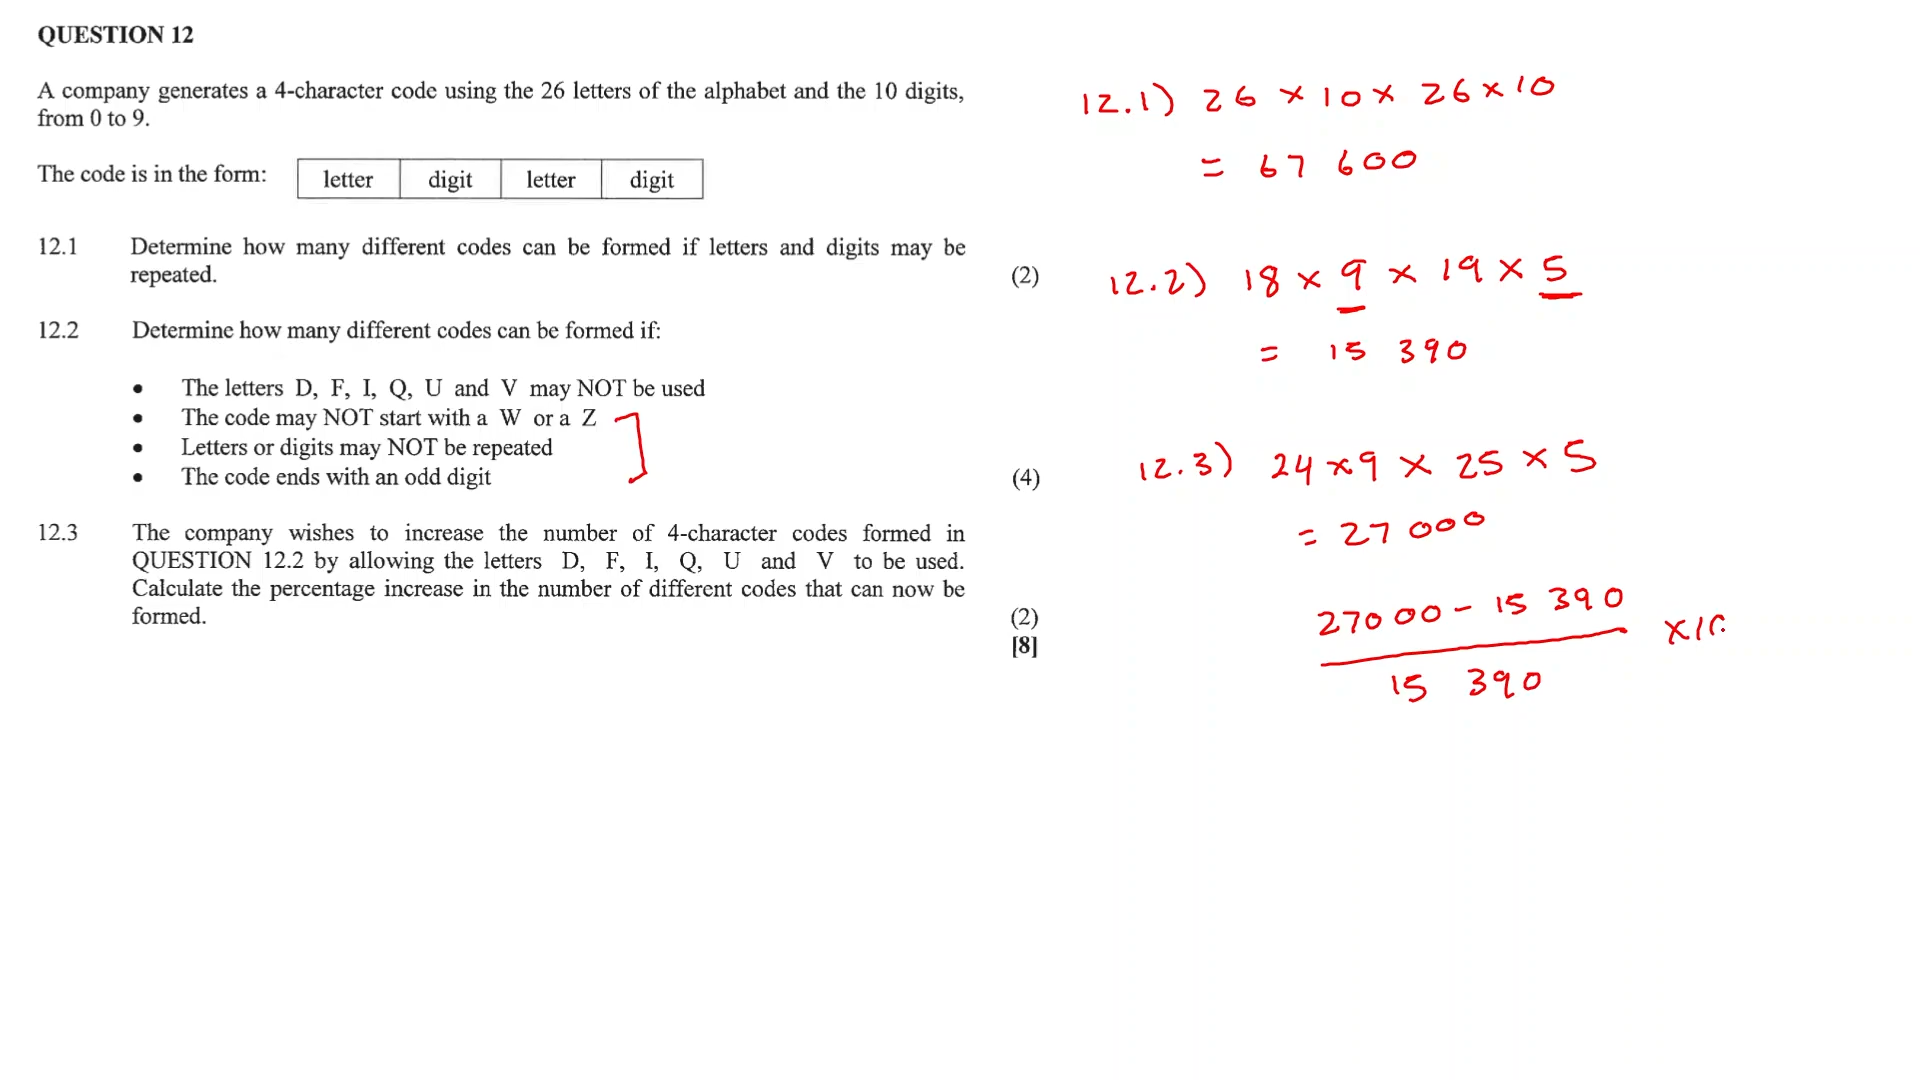 QUESTION 12
A company generates a 4-character code using the 26 letters of the alphabet and the 10 digits,
from 0 to 9.
The code is in the form: letter digit letter digit
12.1 Determine how many different codes can be formed if letters and digits may be
repeated. (2)
12.2 Determine how many different codes can be formed if:
• The letters D, F, I, Q, U and V may NOT be used
• The code may NOT start with a W or a Z
• Letters or digits may NOT be repeated
• The code ends with an odd digit (4)
12.3 The company wishes to increase the number of 4-character codes formed in
QUESTION 12.2 by allowing the letters D, F, I, Q, U and V to be used.
Calculate the percentage increase in the number of different codes that can now be
formed. (2)
[8]
12.1) 26 × 10 × 26 × 10
= 67 600
12.2) 18 × 9 × 19 × 5
= 15 390
12.3) 24 × 9 × 25 × 5
= 27 000
27000 - 15 390
×10
15 390